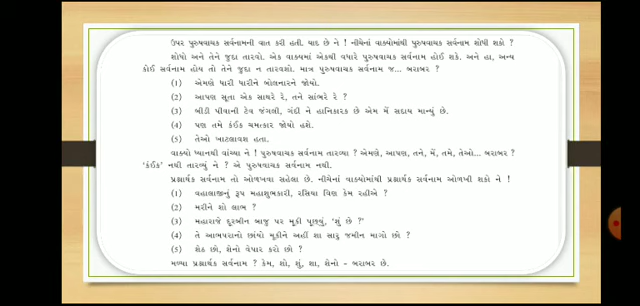 ઉપર પુરુષવાચક સર્વનામની વાત કરી હતી. યાદ છે ને ! નીચેનાં વાક્યોમાંથી પુરુષવાચક સર્વનામ શોધી શકો ?
શોધો અને તેને જુદા તારવો. એક વાક્યમાં એકથી વધારે પુરુષવાચક સર્વનામ હોઈ શકે. અને હા, અન્ય
કોઈ સર્વનામ હોય તો તેને જુદા ન તારવશો. માત્ર પુરુષવાચક સર્વનામ જ... બરાબર ?
(1) એમણે ધારી ધારીને બોલનારને જોયો.
(2) આપણ સૂતા એક સાથરે રે, તને સાંભરે રે ?
(3) બીડી પીવાની ટેવ જંગલી, ગંદી ને હાનિકારક છે એમ મેં સદાય માન્યું છે.
(4) પણ તમે કંઈક ચમત્કાર જોયો હશે.
(5) તેઓ ખાટલાવશ હતા.
વાક્યો ધ્યાનથી વાંચ્યા ને ! પુરુષવાચક સર્વનામ તારવ્યા ? એમણે, આપણ, તને, મેં, તમે, તેઓ... બરાબર ?
'કંઈક' નથી તારવ્યું ને ? એ પુરુષવાચક સર્વનામ નથી.
પ્રશ્નાર્થક સર્વનામ તો ઓળખવા સહેલા છે. નીચેનાં વાક્યોમાંથી પ્રશ્નાર્થક સર્વનામ ઓળખી શકો ને !
(1) વહાલાજીનું રૂપ મહાશુભકારી, રસિયા વિણ કેમ રહીએ ?
(2) મરીને શો લાભ ?
(3) મહારાજે દૂરબીન બાજુ પર મૂકી પૂછ્યું, 'શું છે ?'
(4) તે આભપરાનો છાંયો મૂકીને અહીં શા સારુ જમીન માગો છો ?
(5) શેઠ છો, શેનો વેપાર કરો છો ?
મળ્યા પ્રશ્નાર્થક સર્વનામ ? કેમ, શો, શું, શા, શેનો – બરાબર છે.